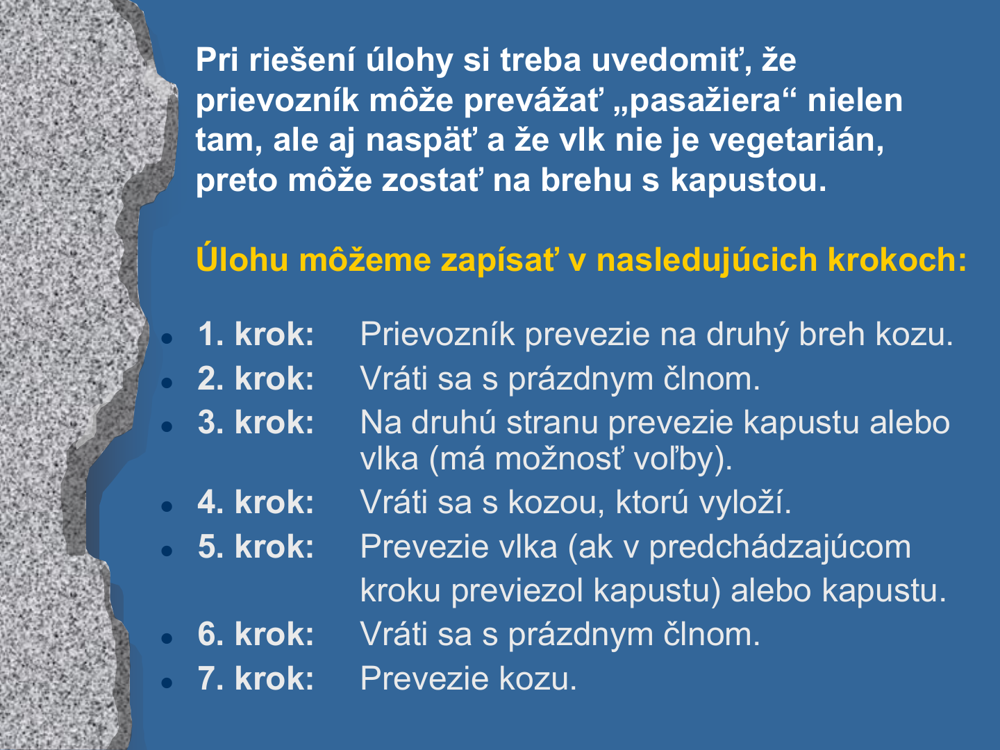 Pri riešení úlohy si treba uvedomiť, že
prievozník môže prevážať „pasažiera“ nielen
tam, ale aj naspäť a že vlk nie je vegetarián,
preto môže zostať na brehu s kapustou.
Úlohu môžeme zapísať v nasledujúcich krokoch:
1. krok: Prievozník prevezie na druhý breh kozu.
2. krok: Vráti sa s prázdnym člnom.
3. krok: Na druhú stranu prevezie kapustu alebo
vlka (má možnosť voľby).
4. krok: Vráti sa s kozou, ktorú vyloží.
5. krok: Prevezie vlka (ak v predchádzajúcom
kroku previezol kapustu) alebo kapustu.
6. krok: Vráti sa s prázdnym člnom.
7. krok: Prevezie kozu.